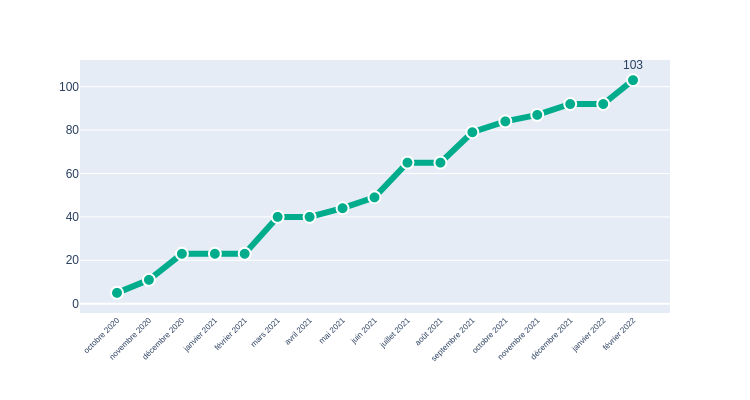 103
100
80
60
40
20
0
octobre 2020
novembre 2020
décembre 2020
janvier 2021
février 2021
mars 2021
avril 2021
mai 2021
juin 2021
juillet 2021
août 2021
septembre 2021
octobre 2021
novembre 2021
décembre 2021
janvier 2022
février 2022